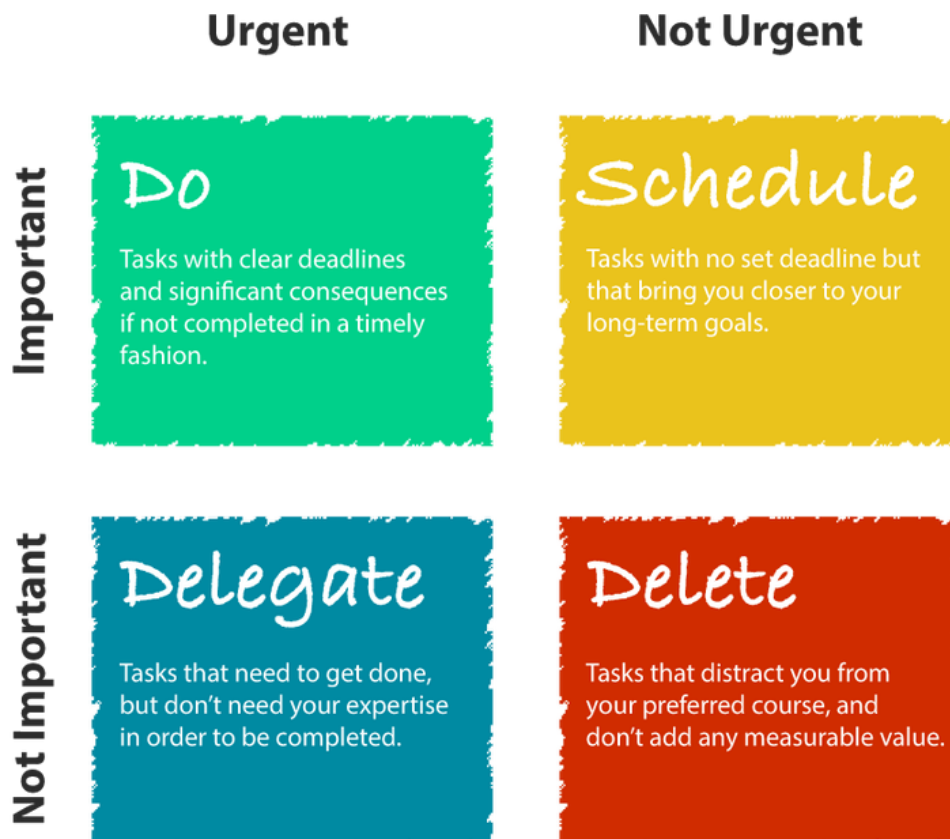 Urgent
Not Urgent
Important
Do
Tasks with clear deadlines
and significant consequences
if not completed in a timely
fashion.
Schedule
Tasks with no set deadline but
that bring you closer to your
long-term goals.
Not Important
Delegate
Tasks that need to get done,
but don’t need your expertise
in order to be completed.
Delete
Tasks that distract you from
your preferred course, and
don’t add any measurable value.